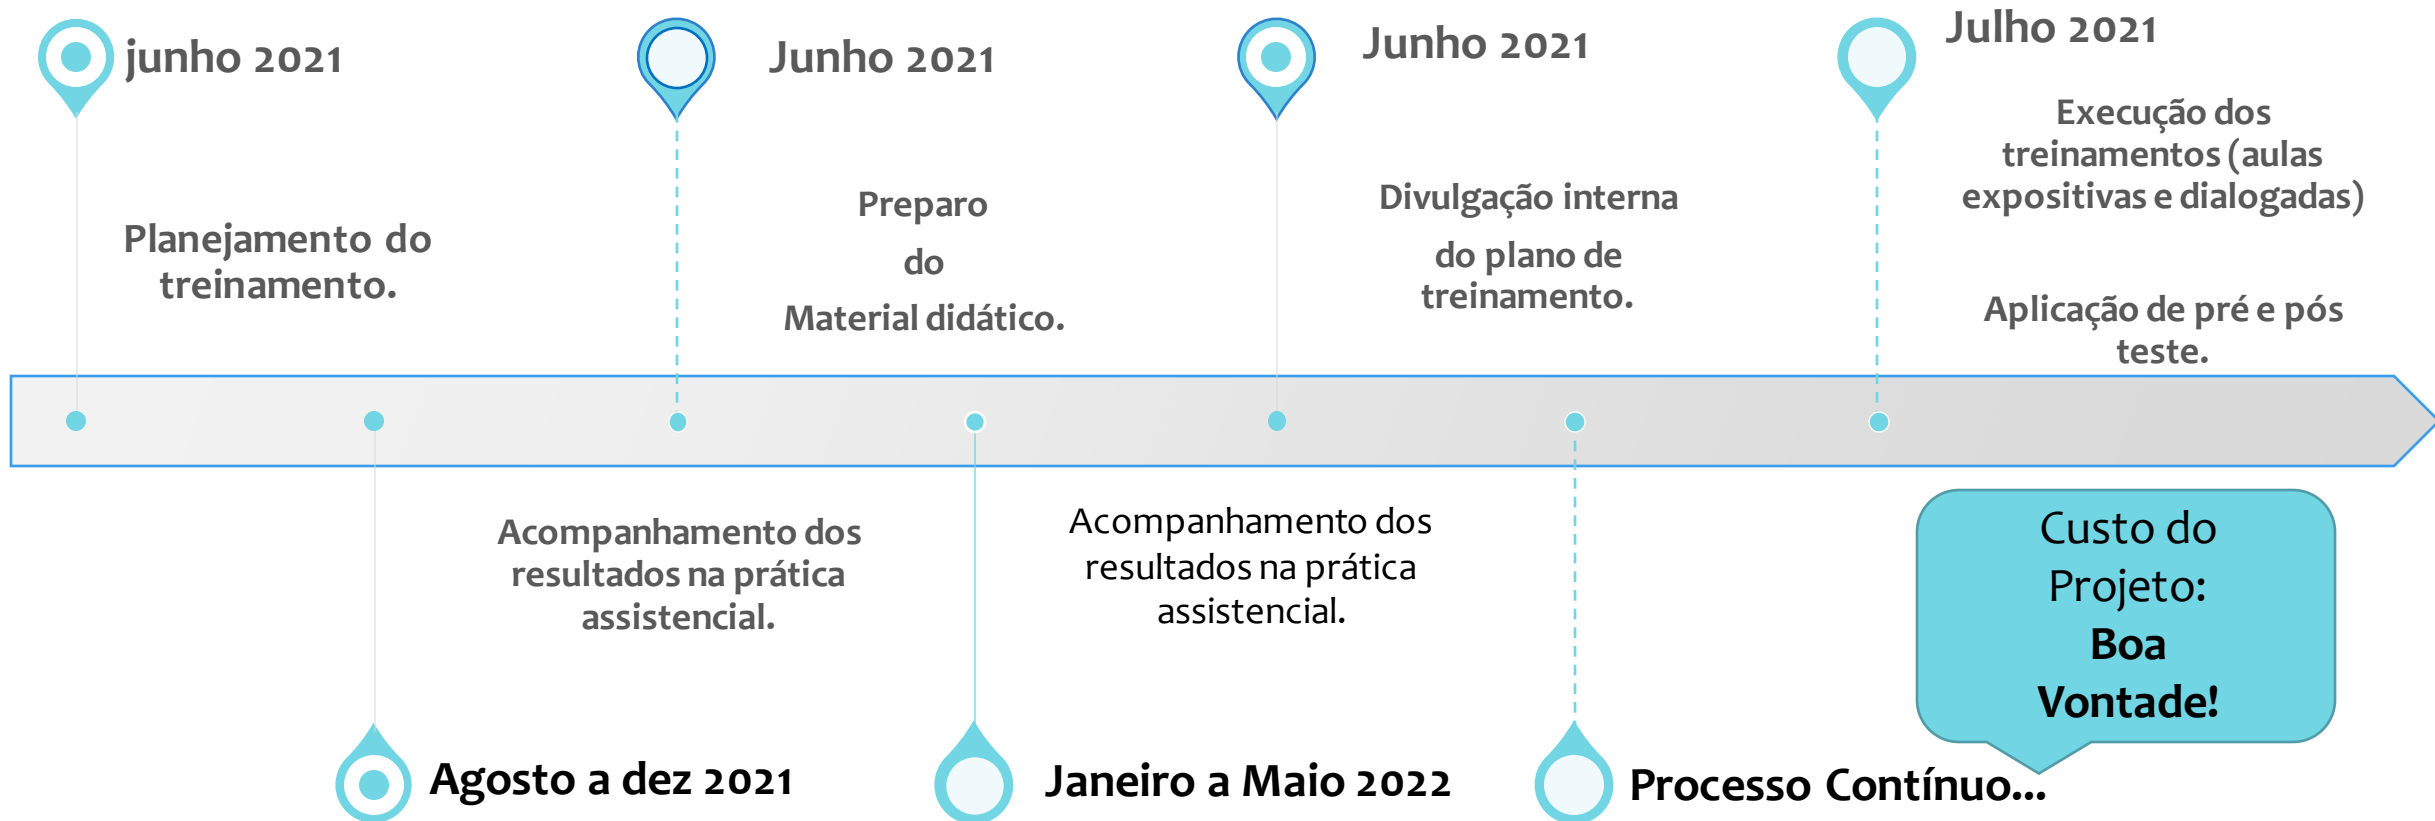 junho 2021
Planejamento do
treinamento.
Junho 2021
Preparo
do
Material didático.
Junho 2021
Divulgação interna
do plano de
treinamento.
Julho 2021
Execução dos
treinamentos (aulas
expositivas e dialogadas)
Aplicação de pré e pós
teste.
Acompanhamento dos
resultados na prática
assistencial.
Agosto a dez 2021
Acompanhamento dos
resultados na prática
assistencial.
Janeiro a Maio 2022
Processo Contínuo...
Custo do
Projeto:
Boa
Vontade!